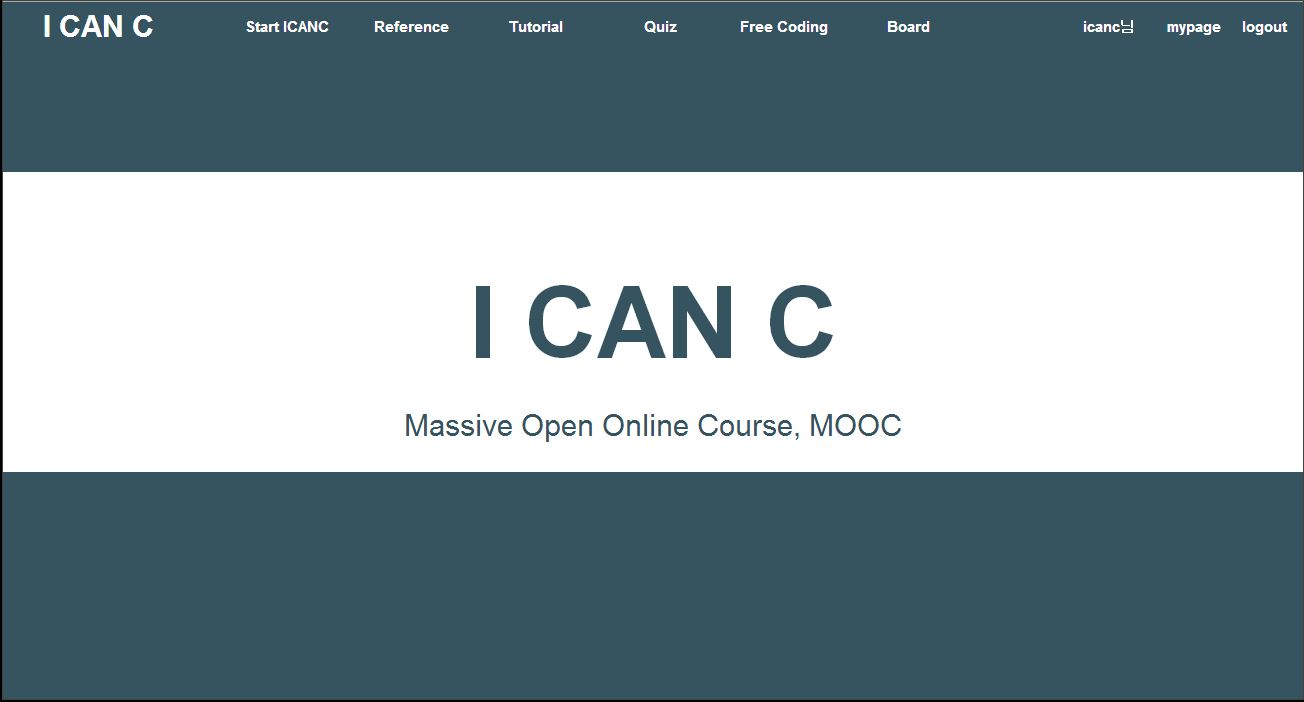 I CAN C Start ICANC Reference Tutorial Quiz Free Coding Board icanc님 mypage logout
I CAN C
Massive Open Online Course, MOOC